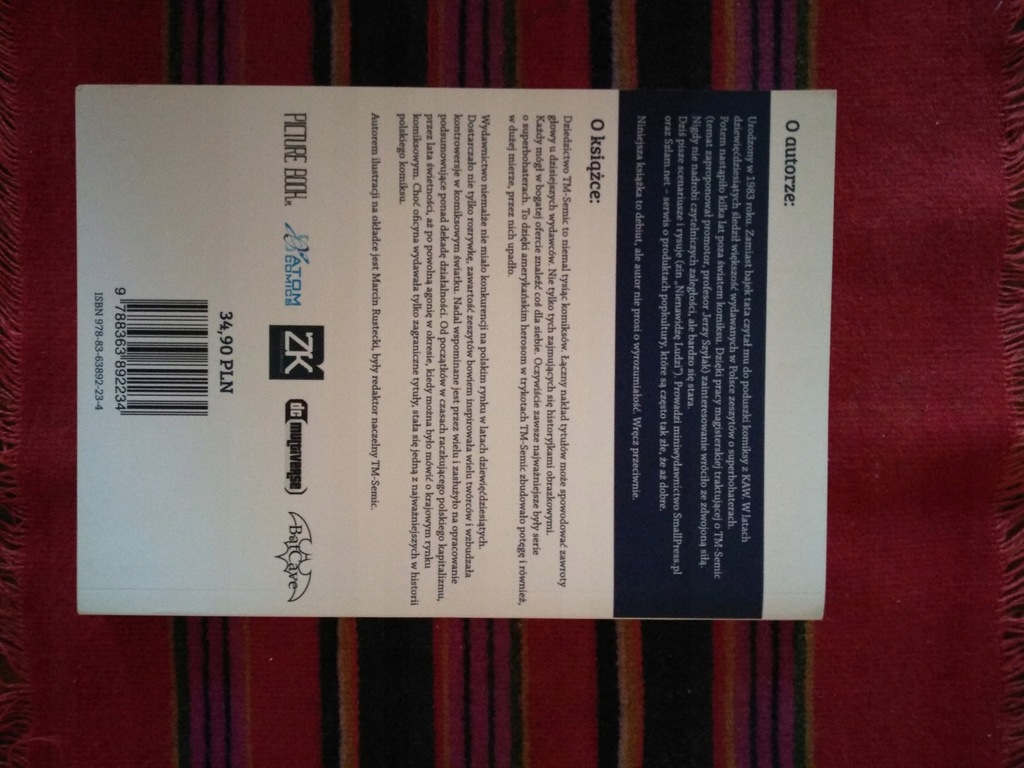 O autorze:
Urodzony w 1983 roku. Zamiast bajek tata czytał mu do poduszki komiksy z KAW. W latach
dziewięćdziesiątych śledził większość wydawanych w Polsce zeszytów o superbohaterach.
Potem nastąpiło kilka lat poza światem komiksu. Dzięki pracy magisterskiej traktującej o TM-Semic
(temat zaproponował promotor, profesor Jerzy Szyłak) zainteresowanie wróciło ze zdwojoną siłą.
Nigdy nie nadrobi czytelniczych zaległości, ale bardzo się stara.
Dziś pisze scenariusze i rysuje (zin „Nienawidzę Ludzi"). Prowadzi miniwydawnictwo SmallPress.pl
oraz Szlam.net – serwis o produktach popkultury, które są często tak złe, że aż dobre.
Niniejsza książka to debiut, ale autor nie prosi o wyrozumiałość. Wręcz przeciwnie.
O książce:
Dziedzictwo TM-Semic to niemal tysiąc komiksów. Łączny nakład tytułów może spowodować zawroty
głowy u dzisiejszych wydawców. Nie tylko tych zajmujących się historyjkami obrazkowymi.
Każdy mógł w bogatej ofercie znaleźć coś dla siebie. Oczywiście zawsze najważniejsze były serie
o superbohaterach. To dzięki amerykańskim herosom w trykotach TM-Semic zbudowało potęgę i również,
w dużej mierze, przez nich upadło.
Wydawnictwo niemalże nie miało konkurencji na polskim rynku w latach dziewięćdziesiątych.
Dostarczało nie tylko rozrywkę, zawartość zeszytów bowiem inspirowała wielu twórców i wzbudzała
kontrowersje w komiksowym światku. Nadal wspominane jest przez wielu i zasłużyło na opracowanie
podsumowujące ponad dekadę działalności. Od początków w czasach raczkującego polskiego kapitalizmu,
przez lata świetności, aż po powolną agonię w okresie, kiedy można było mówić o krajowym rynku
komiksowym. Choć oficyna wydawała tylko zagraniczne tytuły, stała się jedną z najważniejszych w historii
polskiego komiksu.
Autorem ilustracji na okładce jest Marcin Rustecki, były redaktor naczelny TM-Semic.
PICTURE BOOK
ATOM COMICS
ZK
dc multiverse
BatCave
34,90 PLN
9 788363 892234
ISBN 978-83-63892-23-4